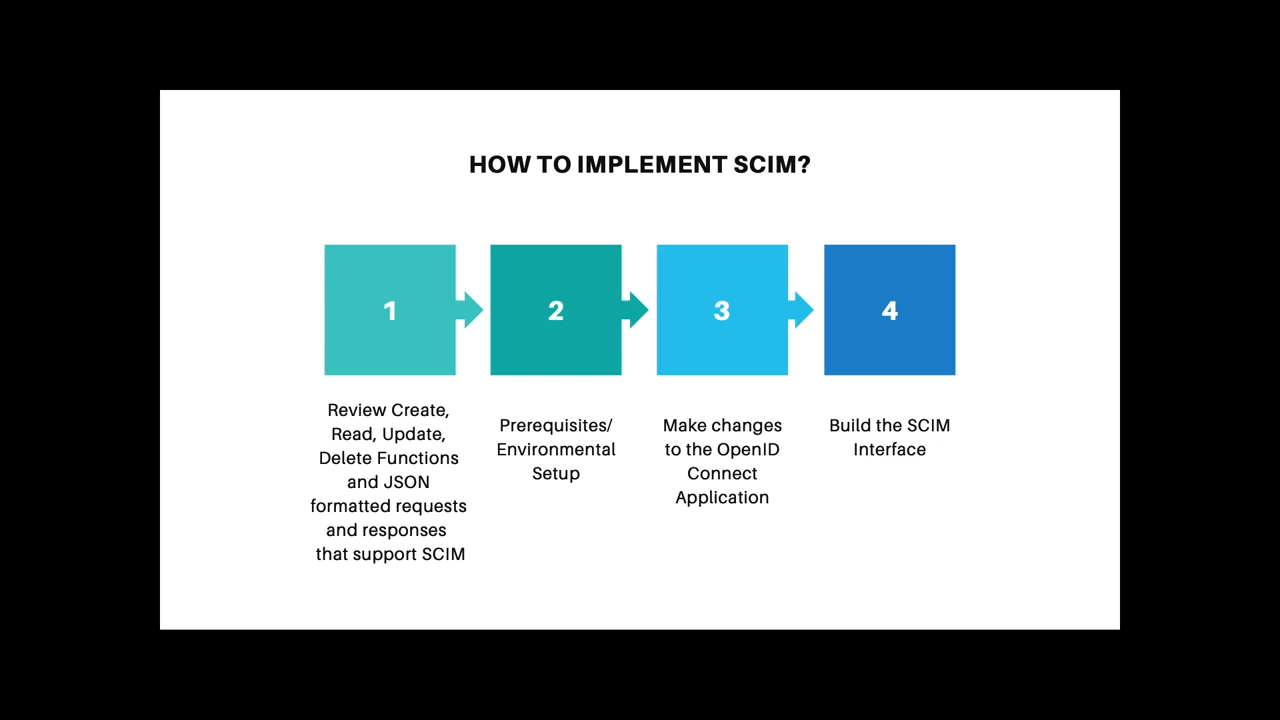 HOW TO IMPLEMENT SCIM?
1
2
3
4
Review Create,
Read, Update,
Delete Functions
and JSON
formatted requests
and responses
that support SCIM
Prerequisites/
Environmental
Setup
Make changes
to the OpenID
Connect
Application
Build the SCIM
Interface